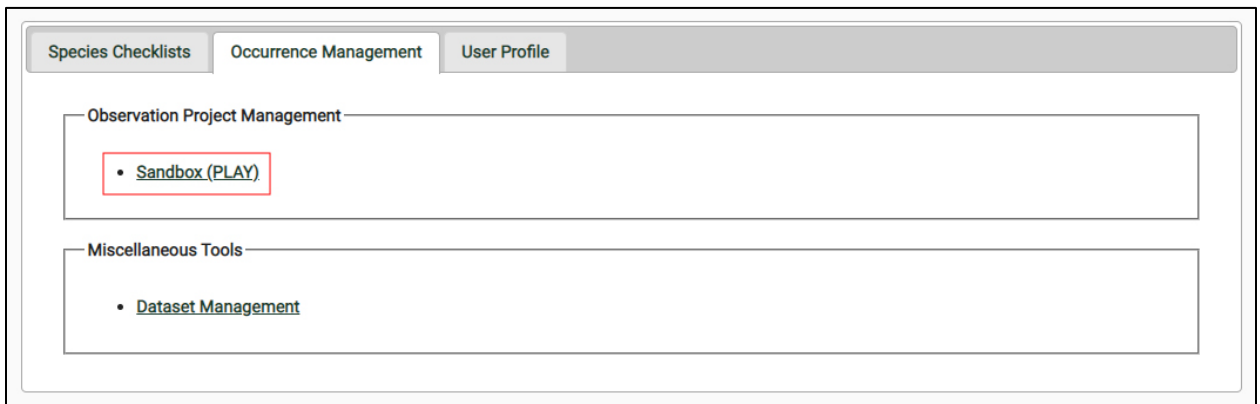 Species Checklists Occurrence Management User Profile
Observation Project Management
• Sandbox (PLAY)
Miscellaneous Tools
• Dataset Management